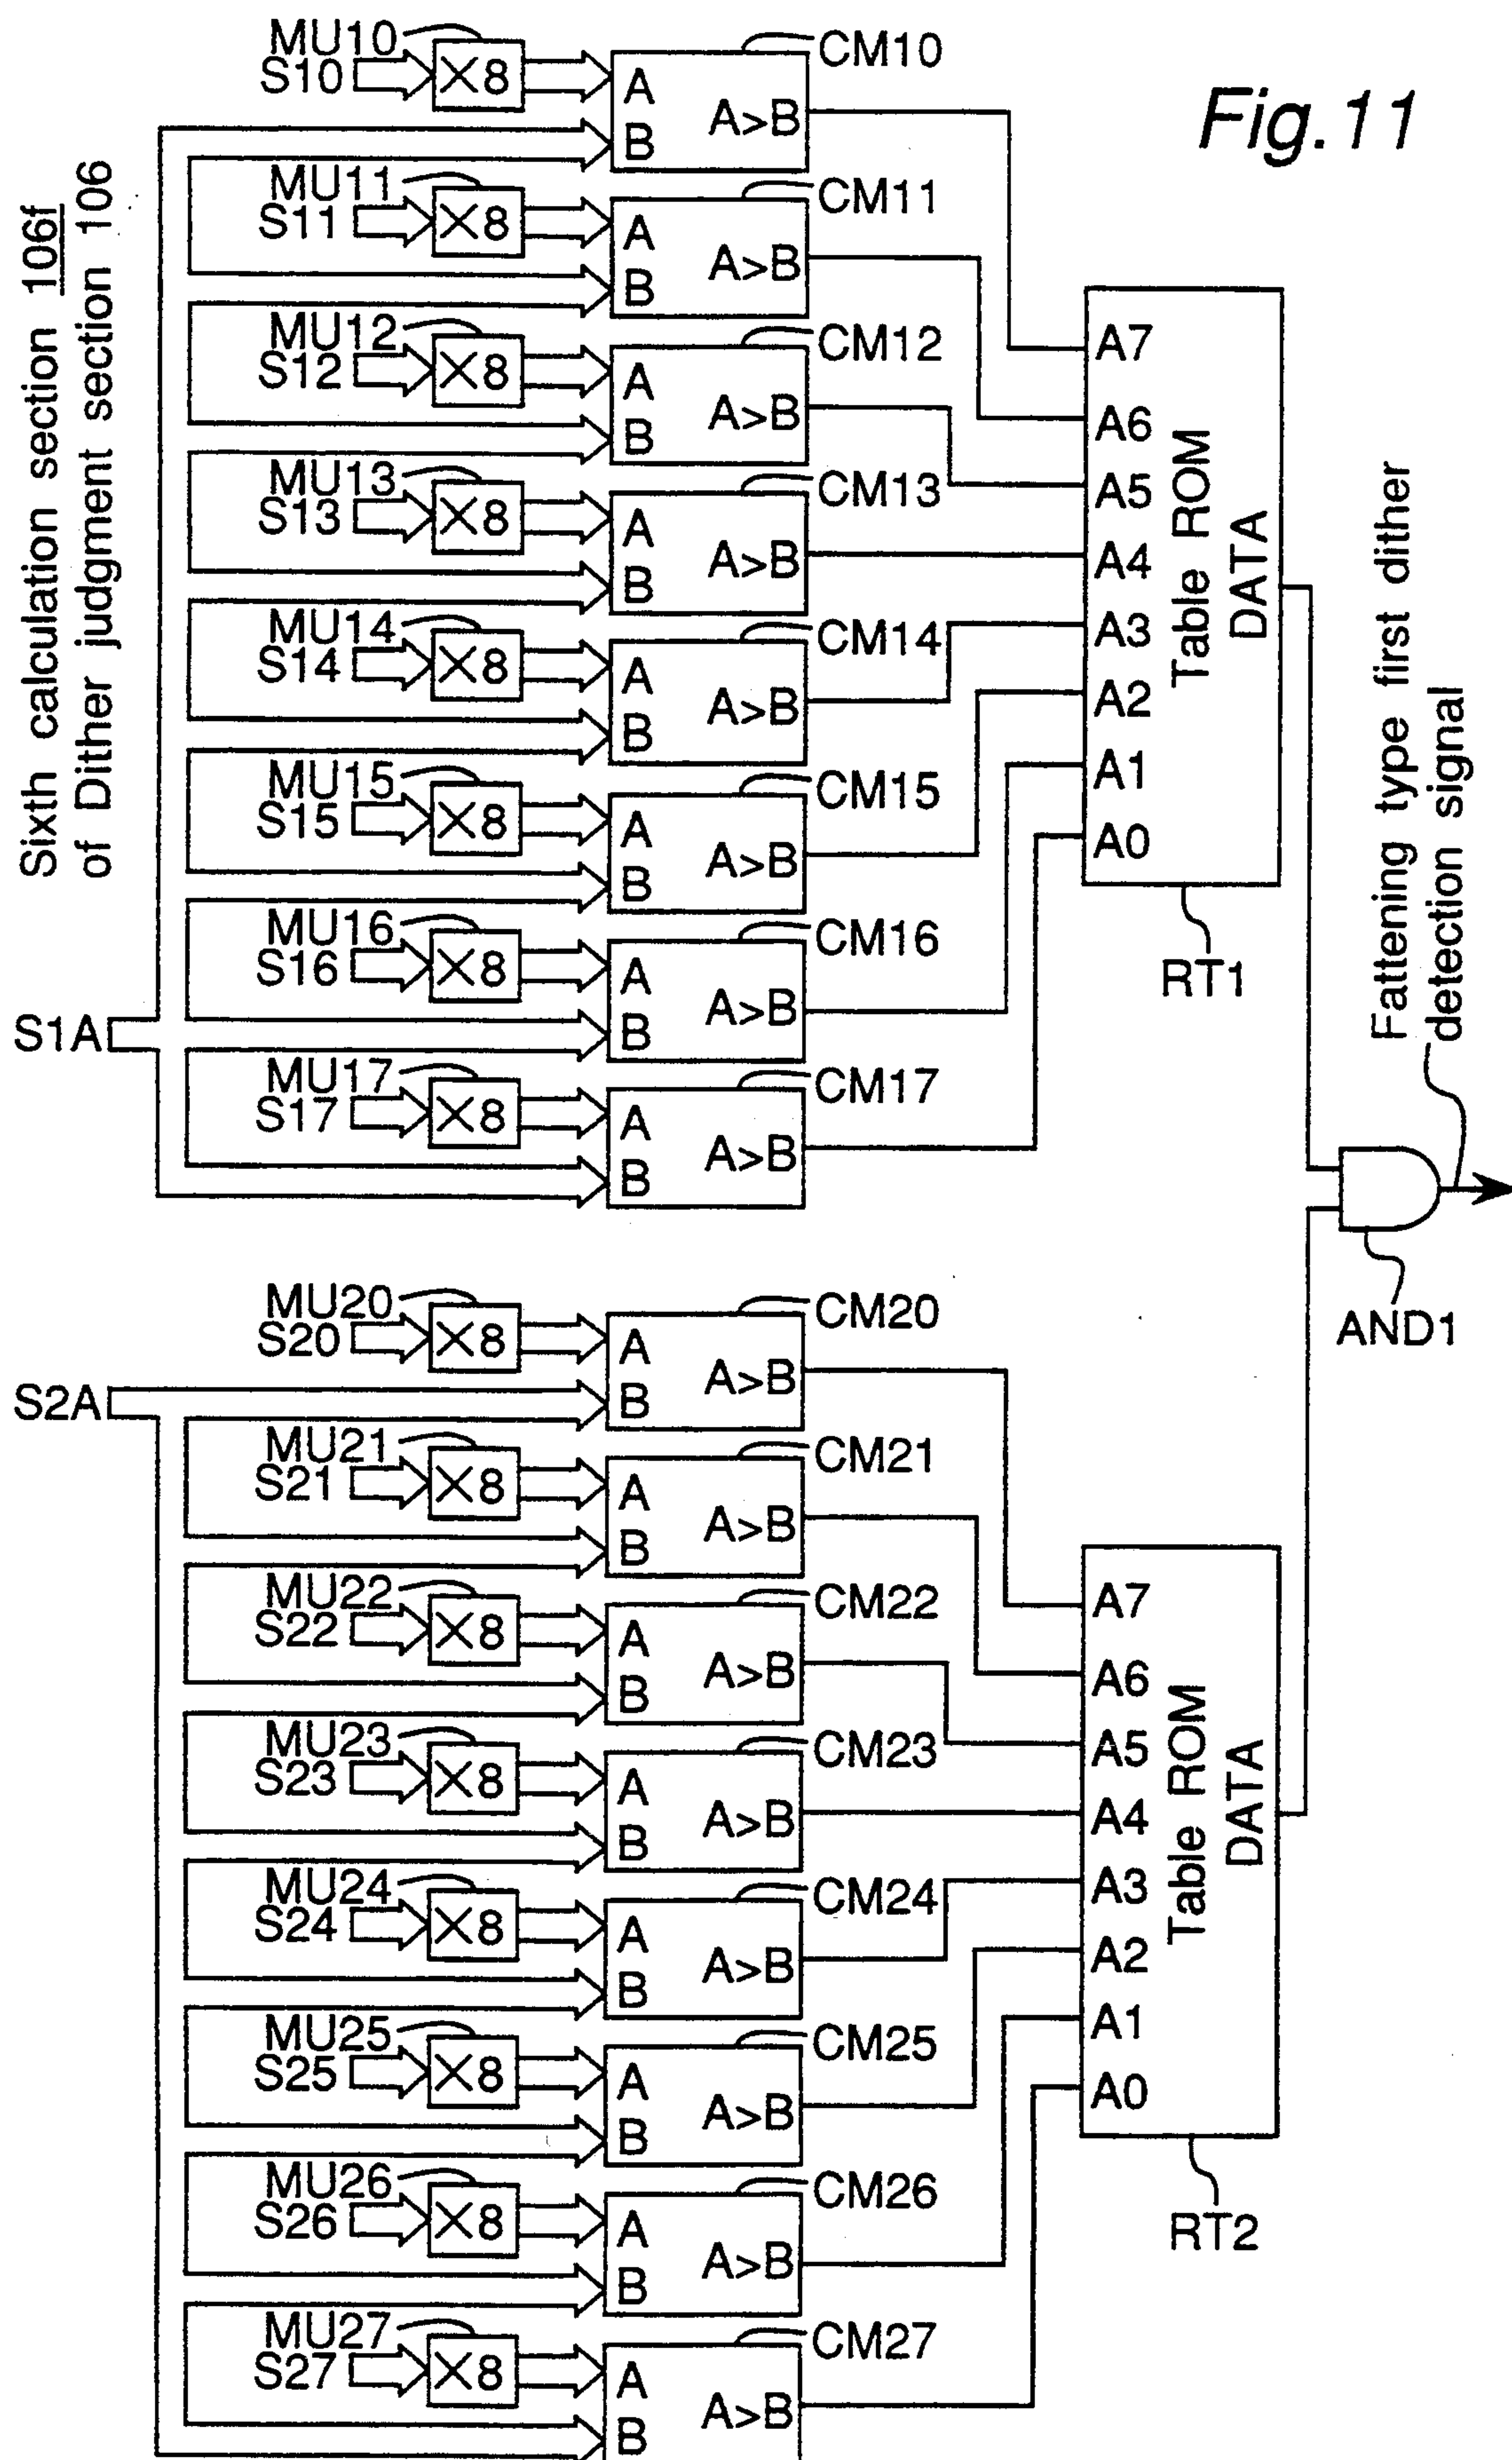 Fig.11
Sixth calculation section 106f
of Dither judgment section 106
MU10
S10
×8
A
B
A>B
CM10
MU11
S11
×8
A
B
A>B
CM11
MU12
S12
×8
A
B
A>B
CM12
MU13
S13
×8
A
B
A>B
CM13
MU14
S14
×8
A
B
A>B
CM14
MU15
S15
×8
A
B
A>B
CM15
MU16
S16
×8
A
B
A>B
CM16
S1A
MU17
S17
×8
A
B
A>B
CM17
A7
A6
A5
A4
A3
A2
A1
A0
Table ROM
DATA
RT1
Fattening type first dither
detection signal
AND1
MU20
S20
×8
A
B
A>B
CM20
S2A
MU21
S21
×8
A
B
A>B
CM21
MU22
S22
×8
A
B
A>B
CM22
MU23
S23
×8
A
B
A>B
CM23
MU24
S24
×8
A
B
A>B
CM24
MU25
S25
×8
A
B
A>B
CM25
MU26
S26
×8
A
B
A>B
CM26
MU27
S27
×8
A
B
A>B
CM27
A7
A6
A5
A4
A3
A2
A1
A0
Table ROM
DATA
RT2